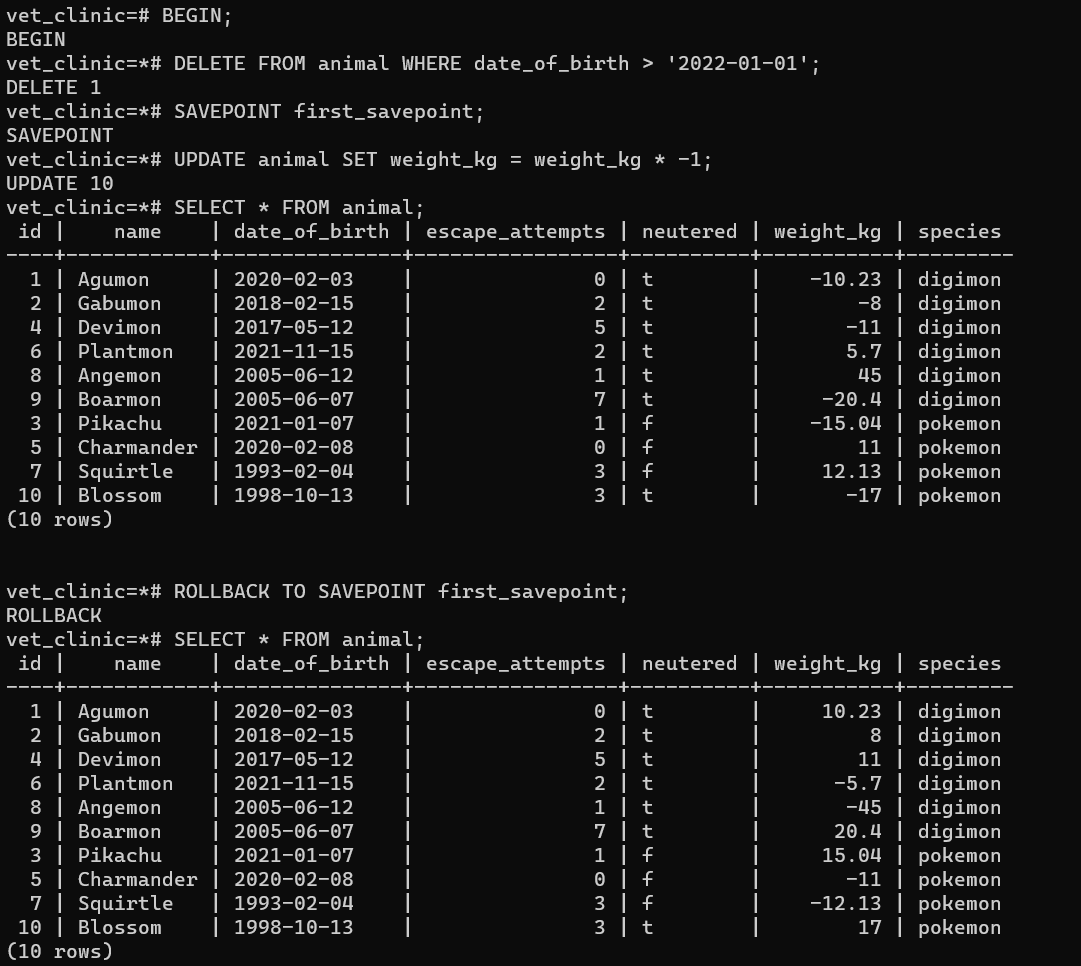 vet_clinic=# BEGIN;
BEGIN
vet_clinic=*# DELETE FROM animal WHERE date_of_birth > '2022-01-01';
DELETE 1
vet_clinic=*# SAVEPOINT first_savepoint;
SAVEPOINT
vet_clinic=*# UPDATE animal SET weight_kg = weight_kg * -1;
UPDATE 10
vet_clinic=*# SELECT * FROM animal;
 id |    name    | date_of_birth | escape_attempts | neutered | weight_kg | species
----+------------+---------------+-----------------+----------+-----------+---------
  1 | Agumon     | 2020-02-03    |               0 | t        |    -10.23 | digimon
  2 | Gabumon    | 2018-02-15    |               2 | t        |        -8 | digimon
  4 | Devimon    | 2017-05-12    |               5 | t        |       -11 | digimon
  6 | Plantmon   | 2021-11-15    |               2 | t        |       5.7 | digimon
  8 | Angemon    | 2005-06-12    |               1 | t        |        45 | digimon
  9 | Boarmon    | 2005-06-07    |               7 | t        |     -20.4 | digimon
  3 | Pikachu    | 2021-01-07    |               1 | f        |    -15.04 | pokemon
  5 | Charmander | 2020-02-08    |               0 | f        |        11 | pokemon
  7 | Squirtle   | 1993-02-04    |               3 | f        |     12.13 | pokemon
 10 | Blossom    | 1998-10-13    |               3 | t        |       -17 | pokemon
(10 rows)
vet_clinic=*# ROLLBACK TO SAVEPOINT first_savepoint;
ROLLBACK
vet_clinic=*# SELECT * FROM animal;
 id |    name    | date_of_birth | escape_attempts | neutered | weight_kg | species
----+------------+---------------+-----------------+----------+-----------+---------
  1 | Agumon     | 2020-02-03    |               0 | t        |     10.23 | digimon
  2 | Gabumon    | 2018-02-15    |               2 | t        |         8 | digimon
  4 | Devimon    | 2017-05-12    |               5 | t        |        11 | digimon
  6 | Plantmon   | 2021-11-15    |               2 | t        |      -5.7 | digimon
  8 | Angemon    | 2005-06-12    |               1 | t        |       -45 | digimon
  9 | Boarmon    | 2005-06-07    |               7 | t        |      20.4 | digimon
  3 | Pikachu    | 2021-01-07    |               1 | f        |     15.04 | pokemon
  5 | Charmander | 2020-02-08    |               0 | f        |       -11 | pokemon
  7 | Squirtle   | 1993-02-04    |               3 | f        |    -12.13 | pokemon
 10 | Blossom    | 1998-10-13    |               3 | t        |        17 | pokemon
(10 rows)